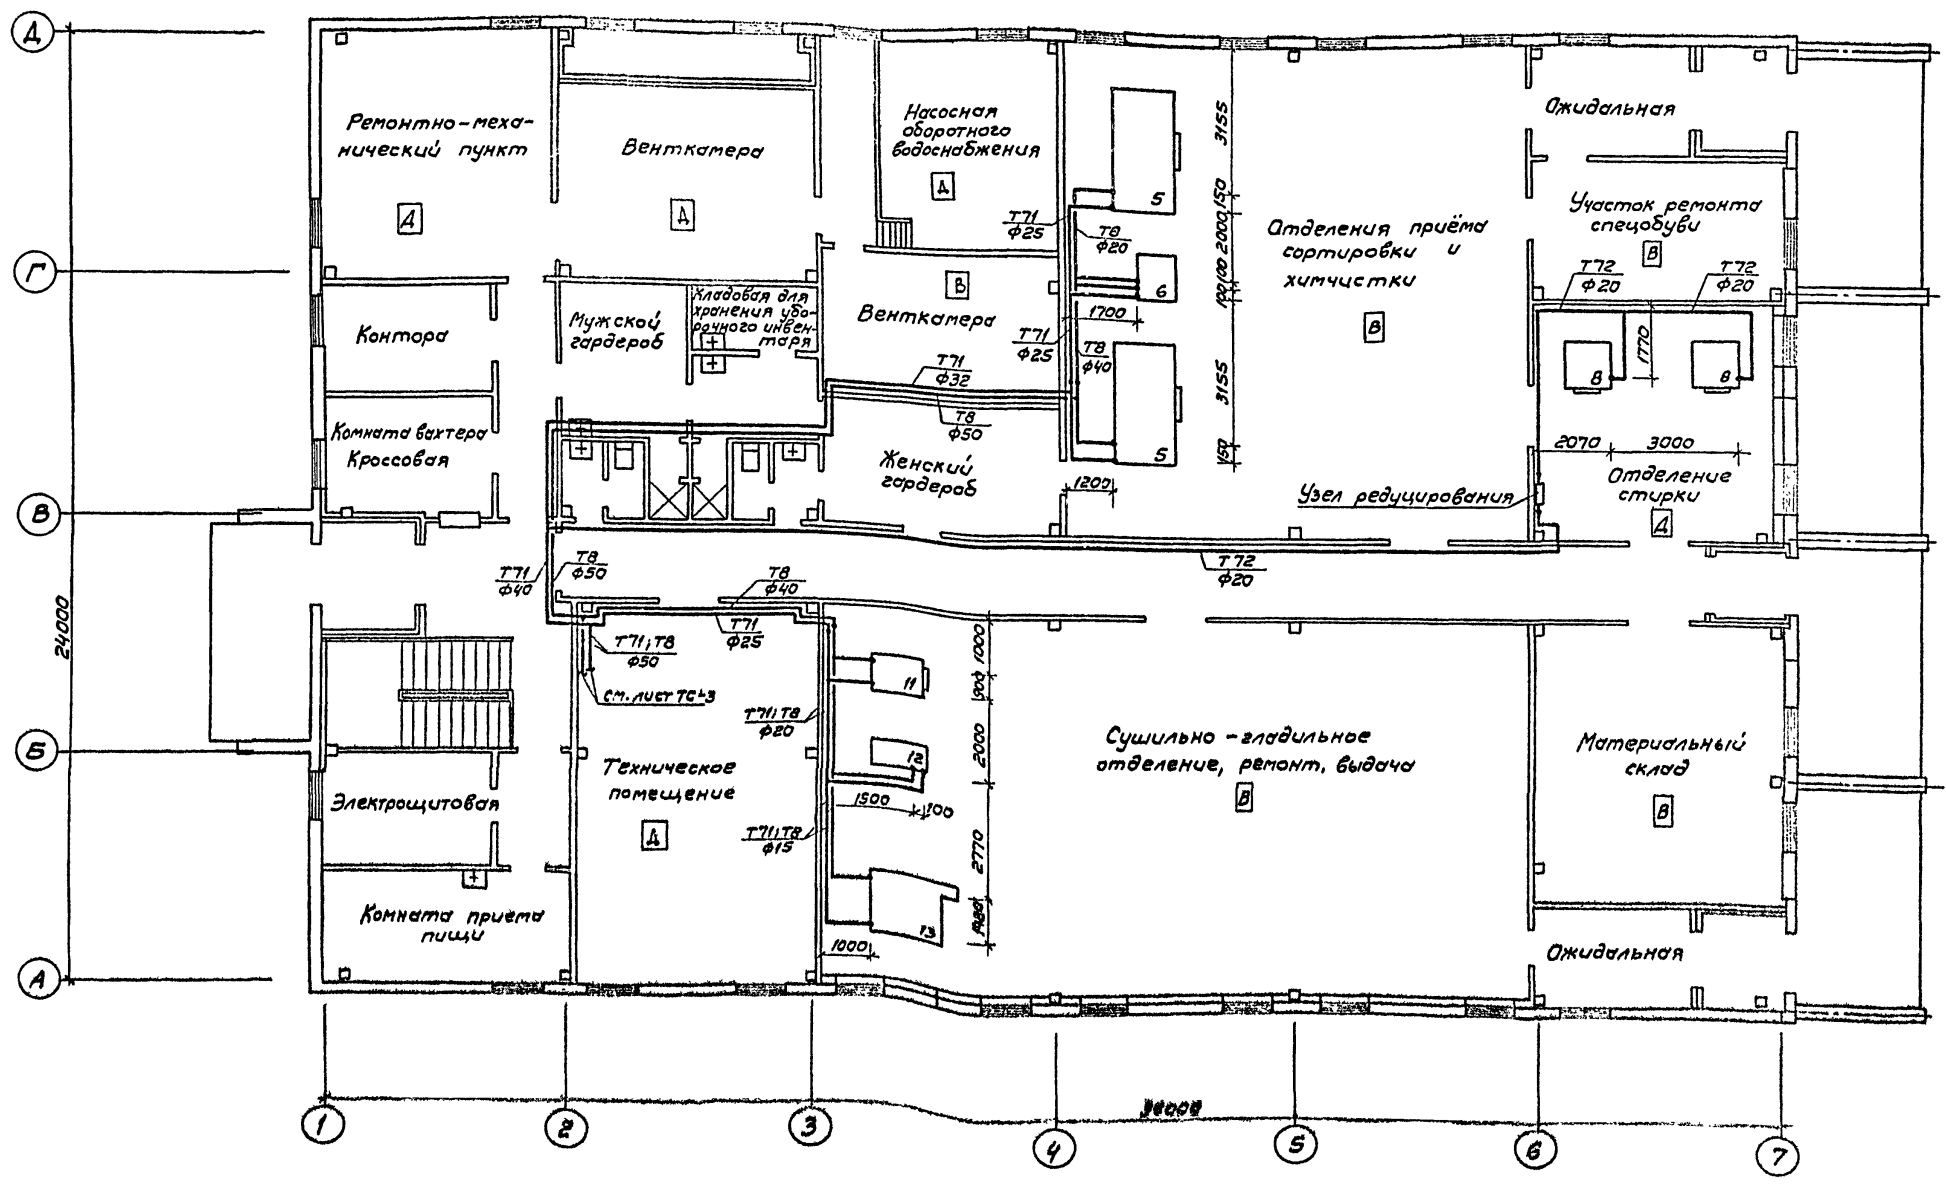 Д
Г
В
Б
А
24000
Ремонтно-меха-
нический пункт
Д
Венткамера
Д
Насосная
оборотного
водоснабжения
Д
Т71
ф25
Т8
ф20
5
6
5
3155
150
2000
100
100
3155
150
Отделения приёма
сортировки и
химчистки
В
Ожидальная
Участок ремонта
спецобуви
В
Т72
ф20
Т72
ф20
1770
8
8
2070
3000
Отделение
стирки
Д
Узел редуцирования
Контора
Мужской
гардероб
Кладовая для
хранения убо-
рочного инвен-
таря
В
Венткамера
1700
Т71
ф25
Т8
ф40
Т71
ф32
Т8
ф50
Комната вахтера
Кроссовая
Женский
гардероб
1200
Т71
ф40
Т8
ф50
Т8
ф40
Т71
ф25
Т72
ф20
Т71; Т8
ф50
см. лист ТС-3
11
1000
900
2000
Т71; Т8
ф20
12
1500
200
2770
Т71; Т8
ф15
13
1000
Техническое
помещение
Д
Электрощитовая
Комната приёма
пищи
Сушильно-гладильное
отделение, ремонт, выдача
В
Материальный
склад
В
Ожидальная
1
2
3
4
5
6
7